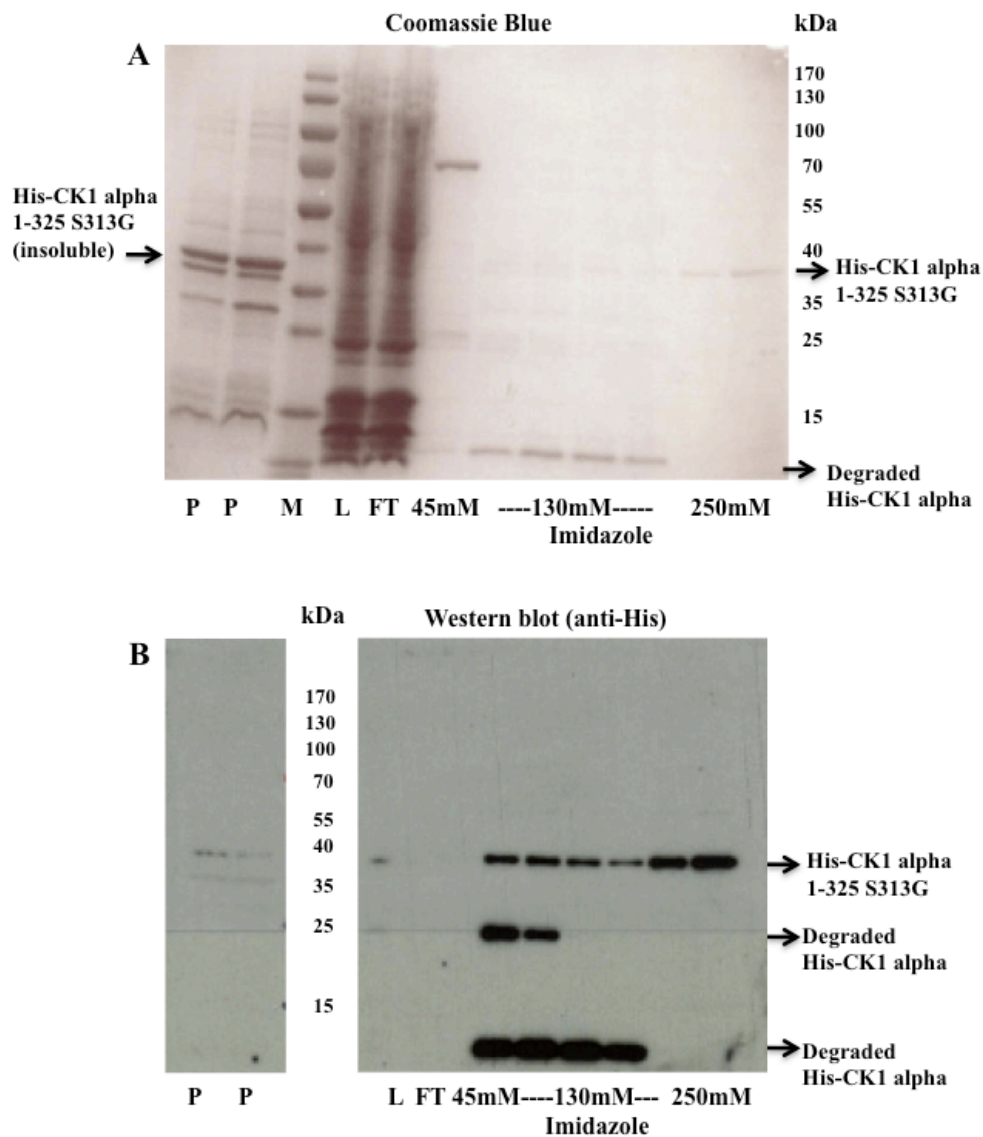 Coomassie Blue
kDa
A
170
130
100
70
55
40
35
25
15
His-CK1 alpha
1-325 S313G
(insoluble)
His-CK1 alpha
1-325 S313G
Degraded
His-CK1 alpha
P P M L FT 45mM ----130mM----- 250mM
Imidazole
kDa
Western blot (anti-His)
B
170
130
100
70
55
40
35
25
15
His-CK1 alpha
1-325 S313G
Degraded
His-CK1 alpha
Degraded
His-CK1 alpha
P P L FT 45mM----130mM--- 250mM
Imidazole